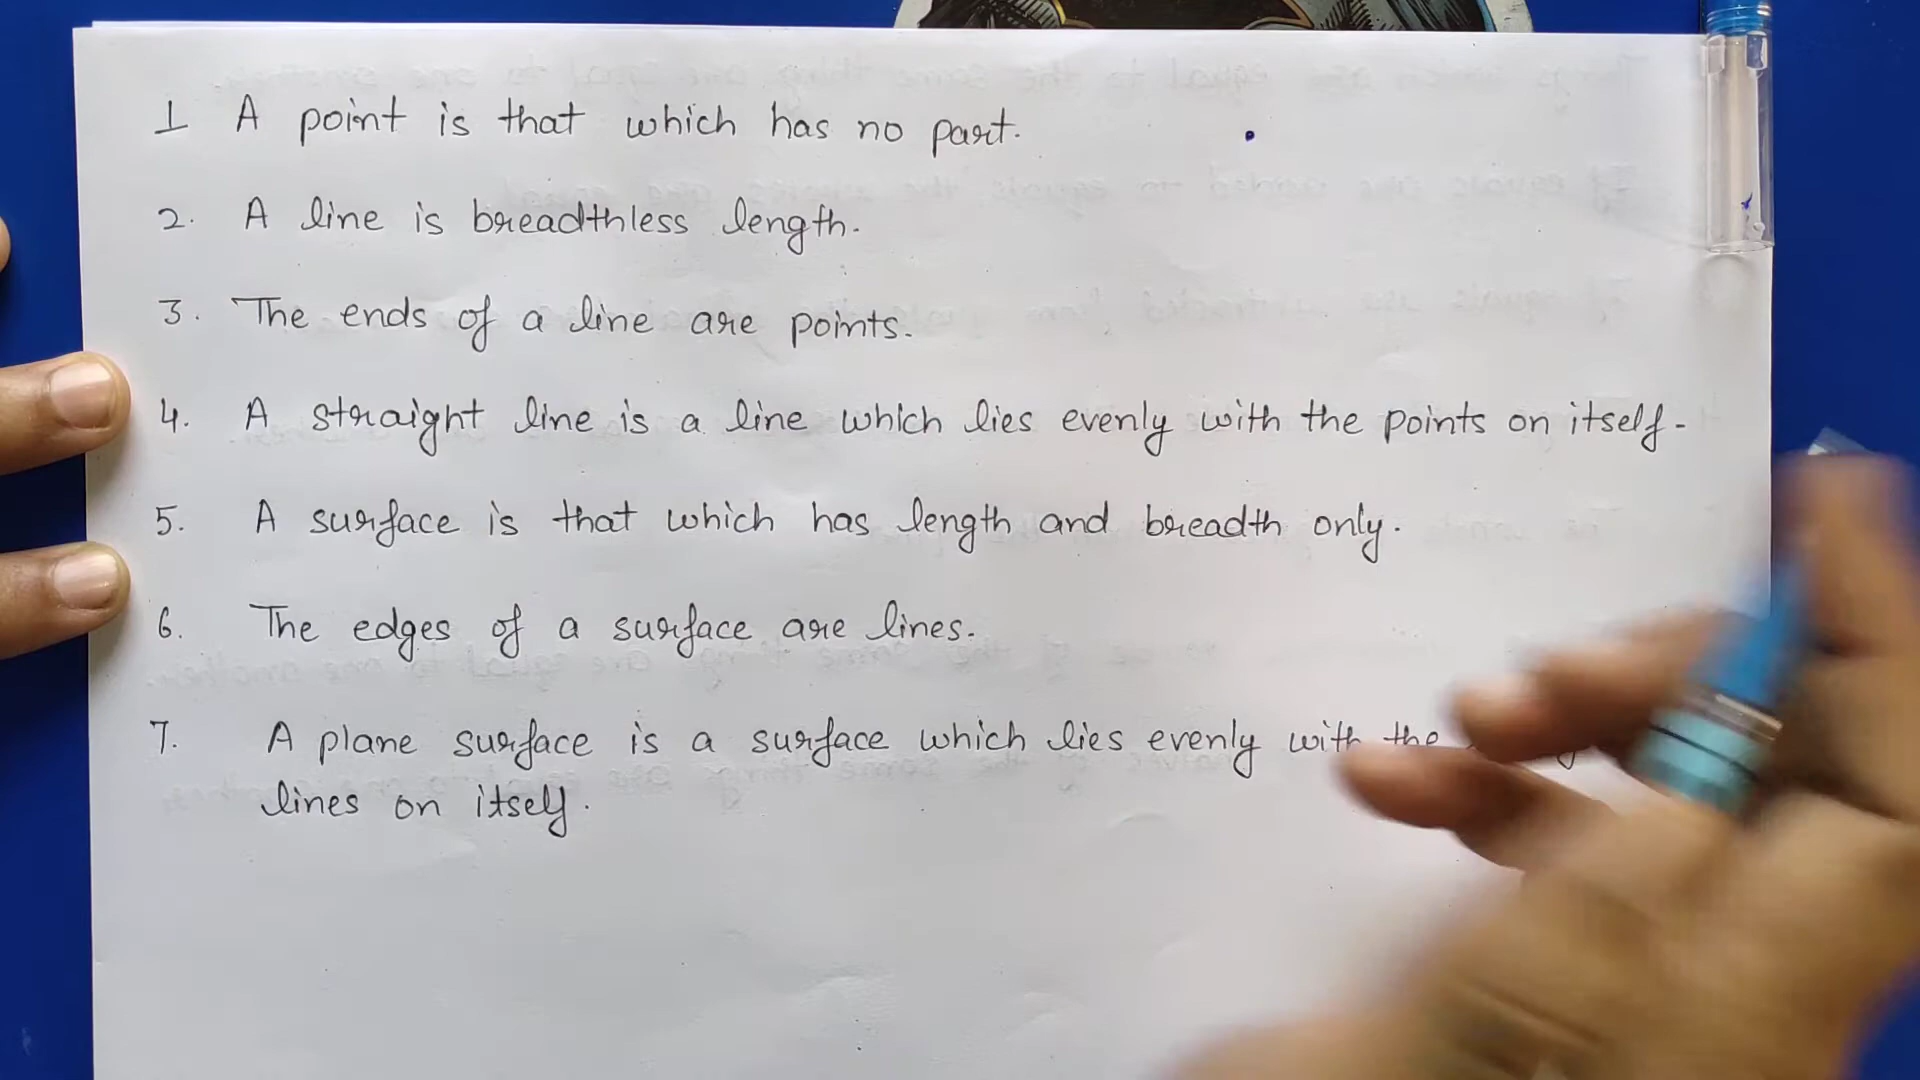 1 A point is that which has no part.
2. A line is breadthless length.
3. The ends of a line are points.
4. A straight line is a line which lies evenly with the points on itself.
5. A surface is that which has length and breadth only.
6. The edges of a surface are lines.
7. A plane surface is a surface which lies evenly with the
lines on itself.